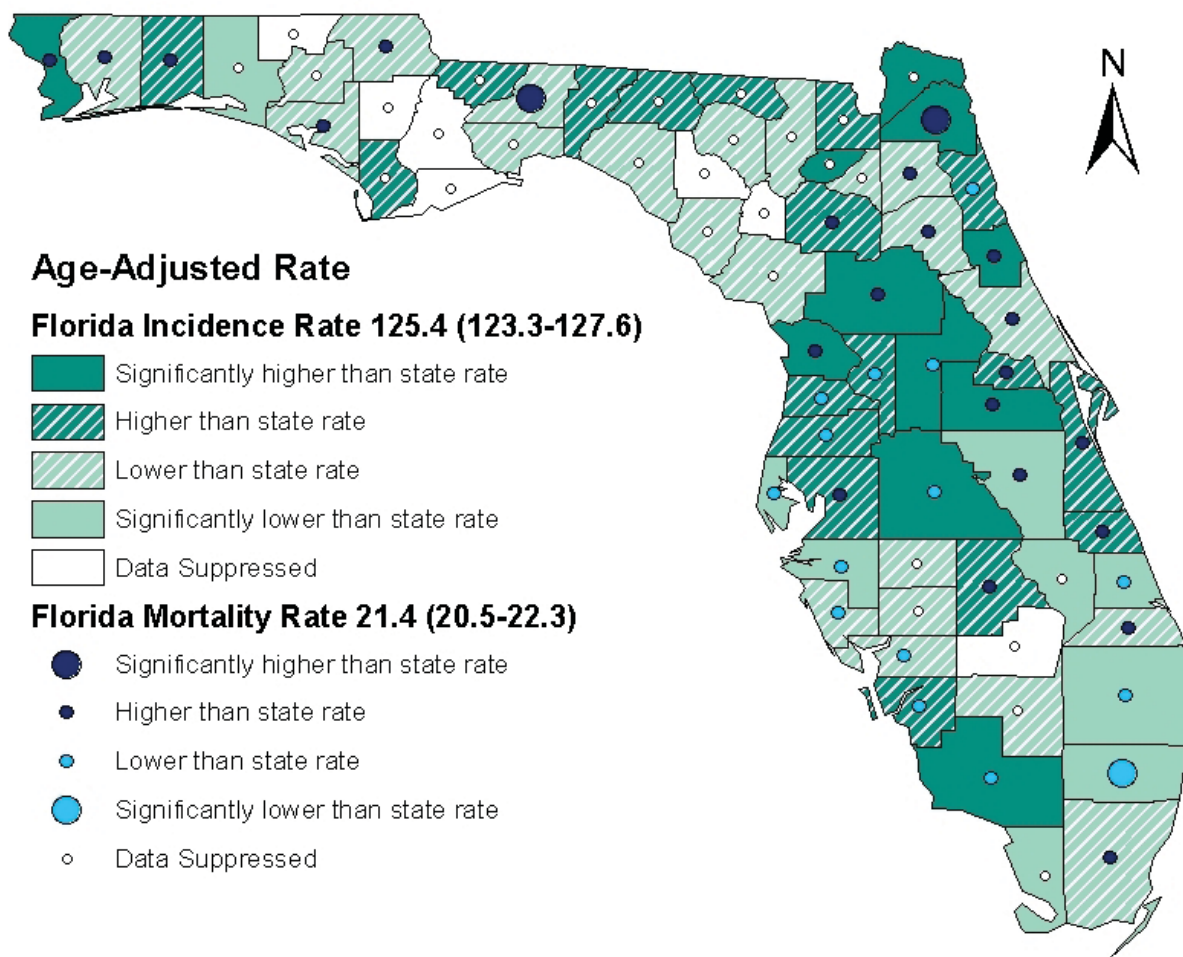 N
Age-Adjusted Rate
Florida Incidence Rate 125.4 (123.3-127.6)
Significantly higher than state rate
Higher than state rate
Lower than state rate
Significantly lower than state rate
Data Suppressed
Florida Mortality Rate 21.4 (20.5-22.3)
Significantly higher than state rate
Higher than state rate
Lower than state rate
Significantly lower than state rate
Data Suppressed